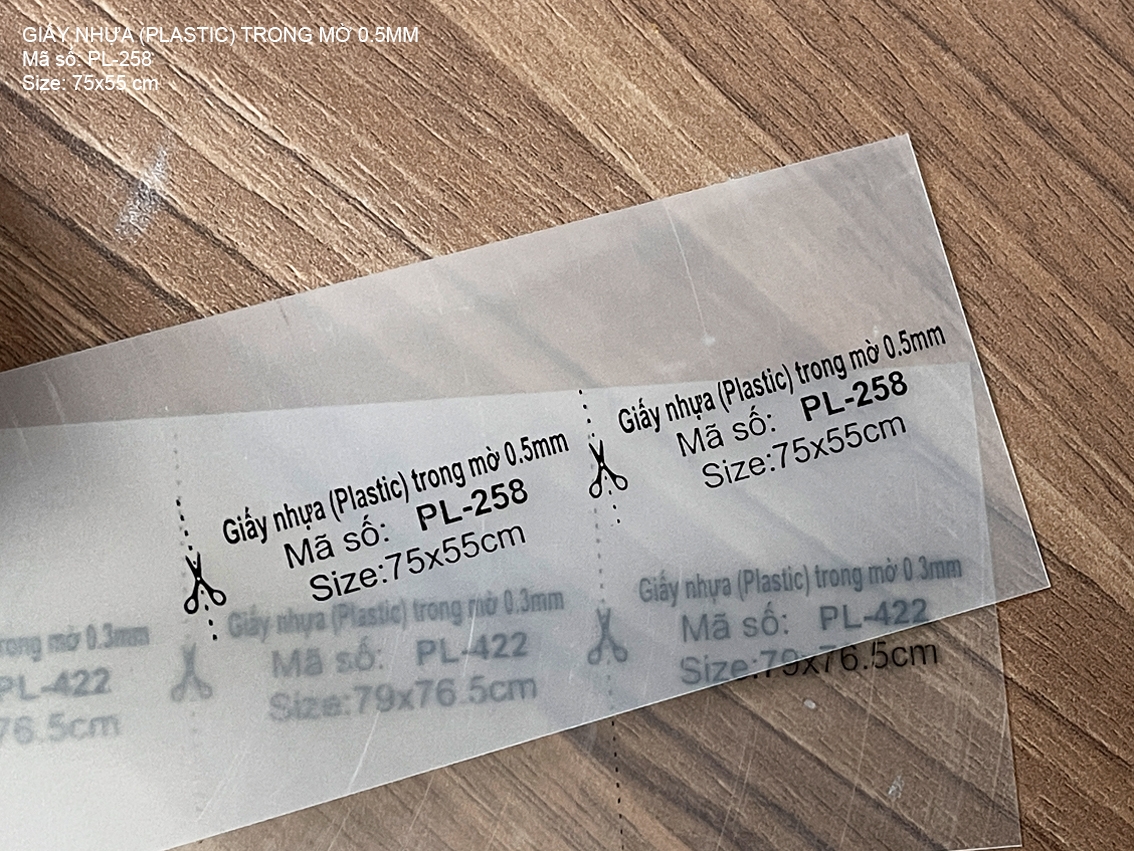 GIẤY NHỰA (PLASTIC) TRONG MỜ 0.5MM
Mã số: PL-258
Size: 75x55 cm
Giấy nhựa (Plastic) trong mờ 0.5mm
Mã số: PL-258
Size:75x55cm
Giấy nhựa (Plastic) trong mờ 0.5mm
Mã số: PL-258
Size:75x55cm
rong mờ 0.3mm
PL-422
76.5cm
Giấy nhựa (Plastic) trong mờ 0.3mm
Mã số: PL-422
Size:79x76.5cm
Giấy nhựa (Plastic) trong mờ 0.3mm
Mã số: PL-422
Size:79x76.5cm